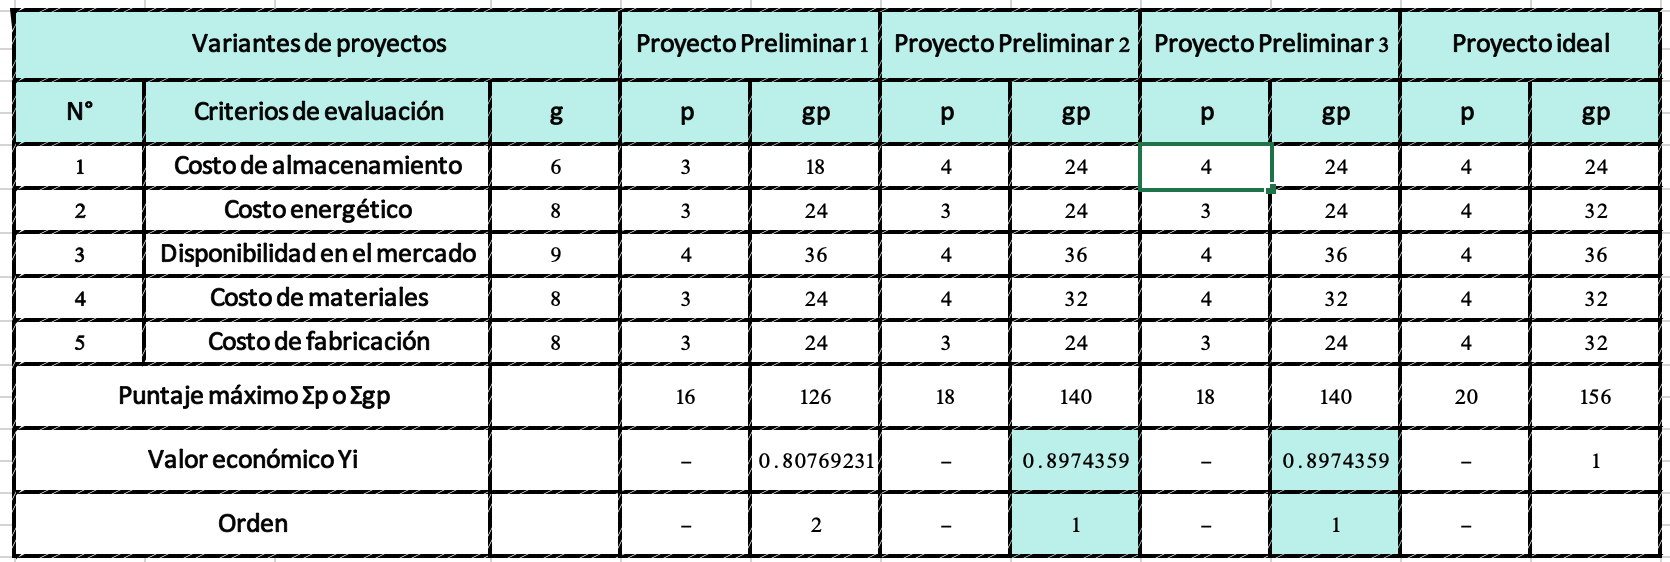 Variantes de proyectos Proyecto Preliminar 1 Proyecto Preliminar 2 Proyecto Preliminar 3 Proyecto ideal
N° Criterios de evaluación g p gp p gp p gp p gp
1 Costo de almacenamiento 6 3 18 4 24 4 24 4 24
2 Costo energético 8 3 24 3 24 3 24 4 32
3 Disponibilidad en el mercado 9 4 36 4 36 4 36 4 36
4 Costo de materiales 8 3 24 4 32 4 32 4 32
5 Costo de fabricación 8 3 24 3 24 3 24 4 32
Puntaje máximo Σp o Σgp 16 126 18 140 18 140 20 156
Valor económico Yi – 0.80769231 – 0.8974359 – 0.8974359 – 1
Orden – 2 – 1 – 1 –